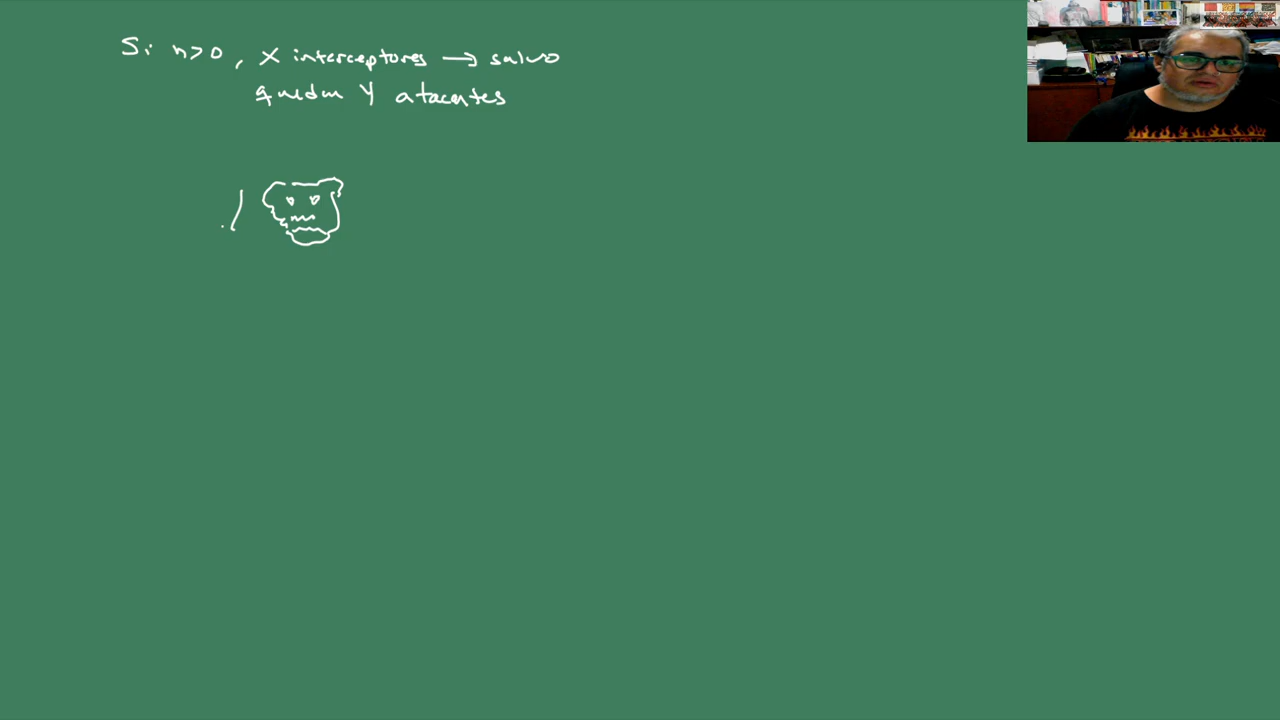 Si n>0, X interceptores → salvo
quedan Y atacantes